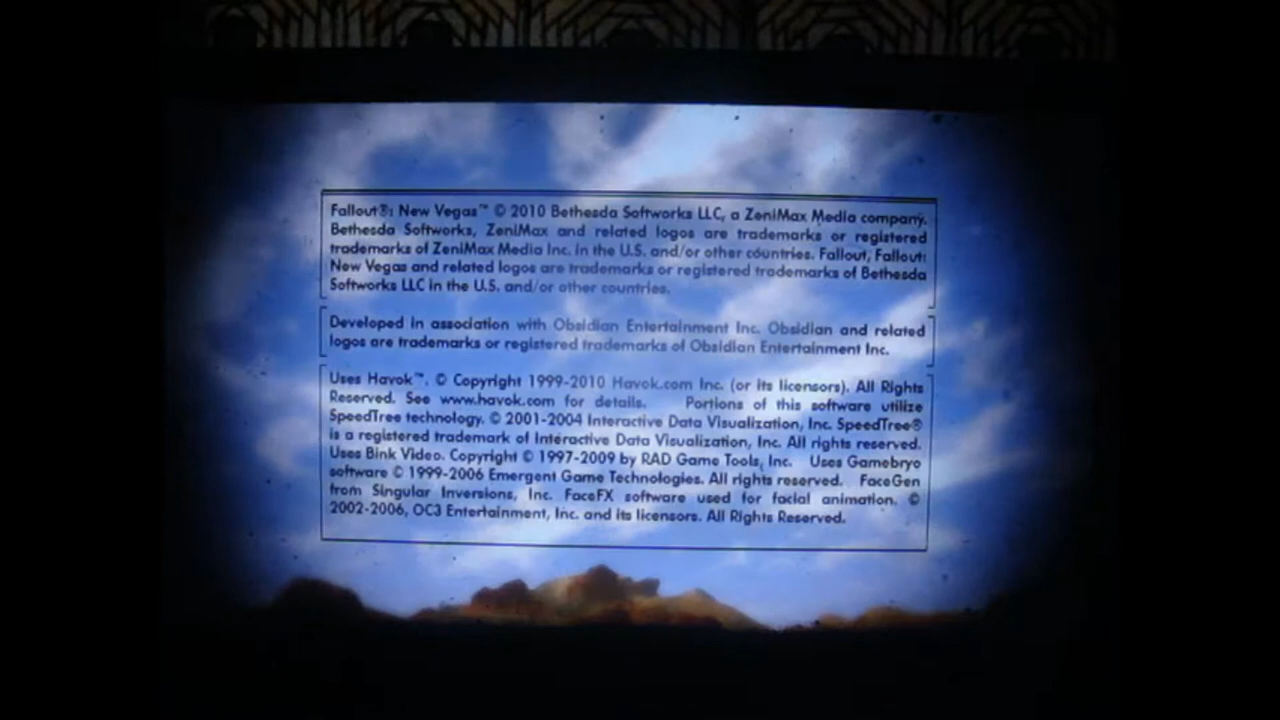 Fallout®: New Vegas™ © 2010 Bethesda Softworks LLC, a ZeniMax Media company.
Bethesda Softworks, ZeniMax and related logos are trademarks or registered
trademarks of ZeniMax Media Inc. in the U.S. and/or other countries. Fallout, Fallout:
New Vegas and related logos are trademarks or registered trademarks of Bethesda
Softworks LLC in the U.S. and/or other countries.
Developed in association with Obsidian Entertainment Inc. Obsidian and related
logos are trademarks or registered trademarks of Obsidian Entertainment Inc.
Uses Havok™. © Copyright 1999-2010 Havok.com Inc. (or its licensors). All Rights
Reserved. See www.havok.com for details. Portions of this software utilize
SpeedTree technology. © 2001-2004 Interactive Data Visualization, Inc. SpeedTree®
is a registered trademark of Interactive Data Visualization, Inc. All rights reserved.
Uses Bink Video. Copyright © 1997-2009 by RAD Game Tools, Inc. Uses Gamebryo
software © 1999-2006 Emergent Game Technologies. All rights reserved. FaceGen
from Singular Inversions, Inc. FaceFX software used for facial animation. ©
2002-2006, OC3 Entertainment, Inc. and its licensors. All Rights Reserved.